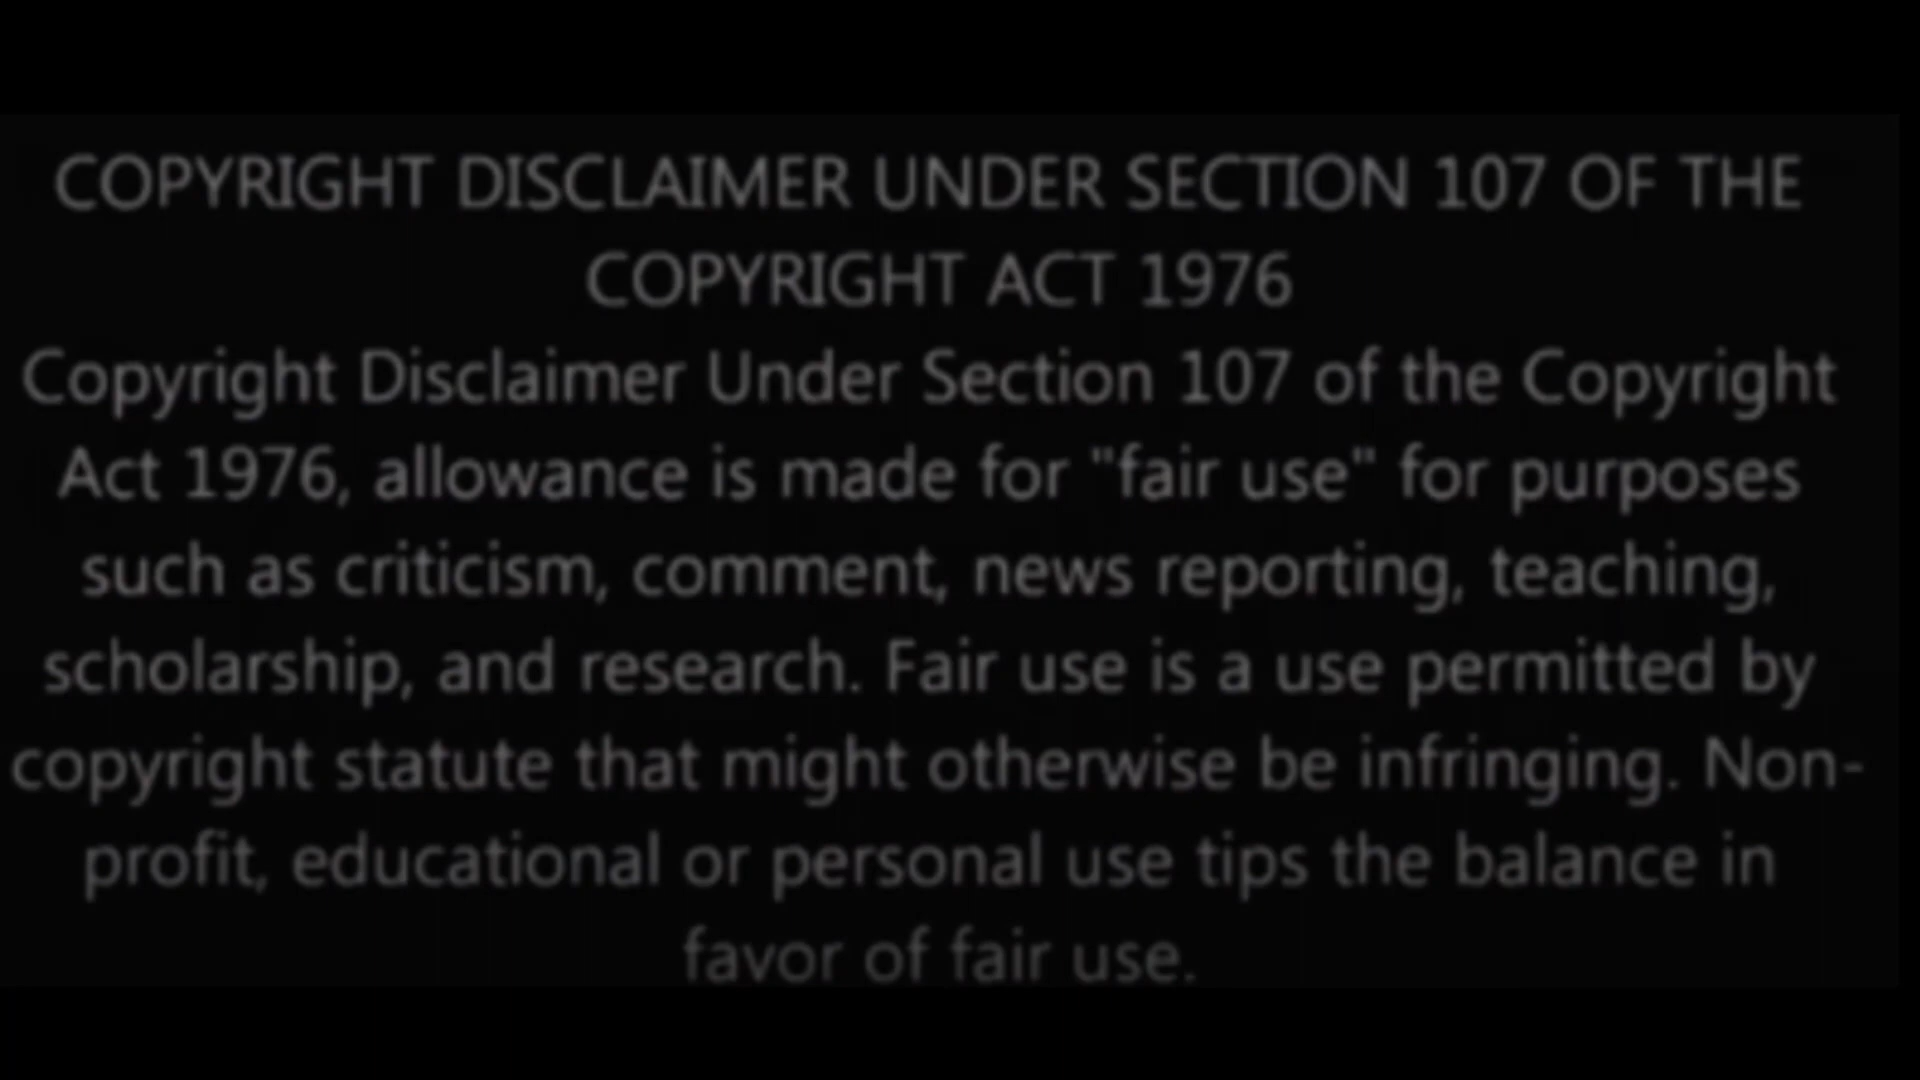 COPYRIGHT DISCLAIMER UNDER SECTION 107 OF THE
COPYRIGHT ACT 1976
Copyright Disclaimer Under Section 107 of the Copyright
Act 1976, allowance is made for "fair use" for purposes
such as criticism, comment, news reporting, teaching,
scholarship, and research. Fair use is a use permitted by
copyright statute that might otherwise be infringing. Non-
profit, educational or personal use tips the balance in
favor of fair use.